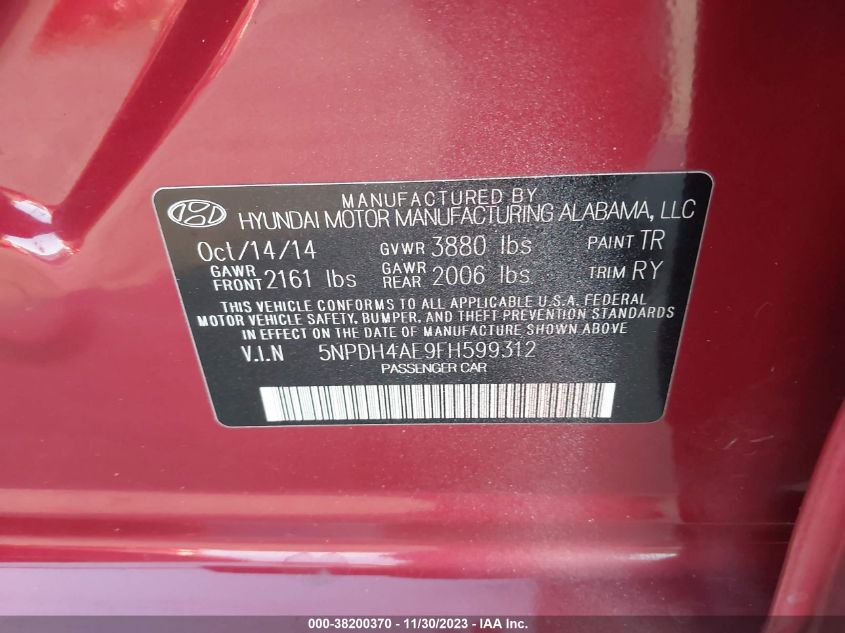 MANUFACTURED BY
HYUNDAI MOTOR MANUFACTURING ALABAMA, LLC
Oct/14/14 GVWR 3880 lbs PAINT TR
GAWR FRONT 2161 lbs GAWR REAR 2006 lbs TRIM RY
THIS VEHICLE CONFORMS TO ALL APPLICABLE U.S.A. FEDERAL
MOTOR VEHICLE SAFETY, BUMPER, AND THEFT PREVENTION STANDARDS
IN EFFECT ON THE DATE OF MANUFACTURE SHOWN ABOVE.
V.I.N 5NPDH4AE9FH599312
PASSENGER CAR
000-38200370 - 11/30/2023 - IAA Inc.